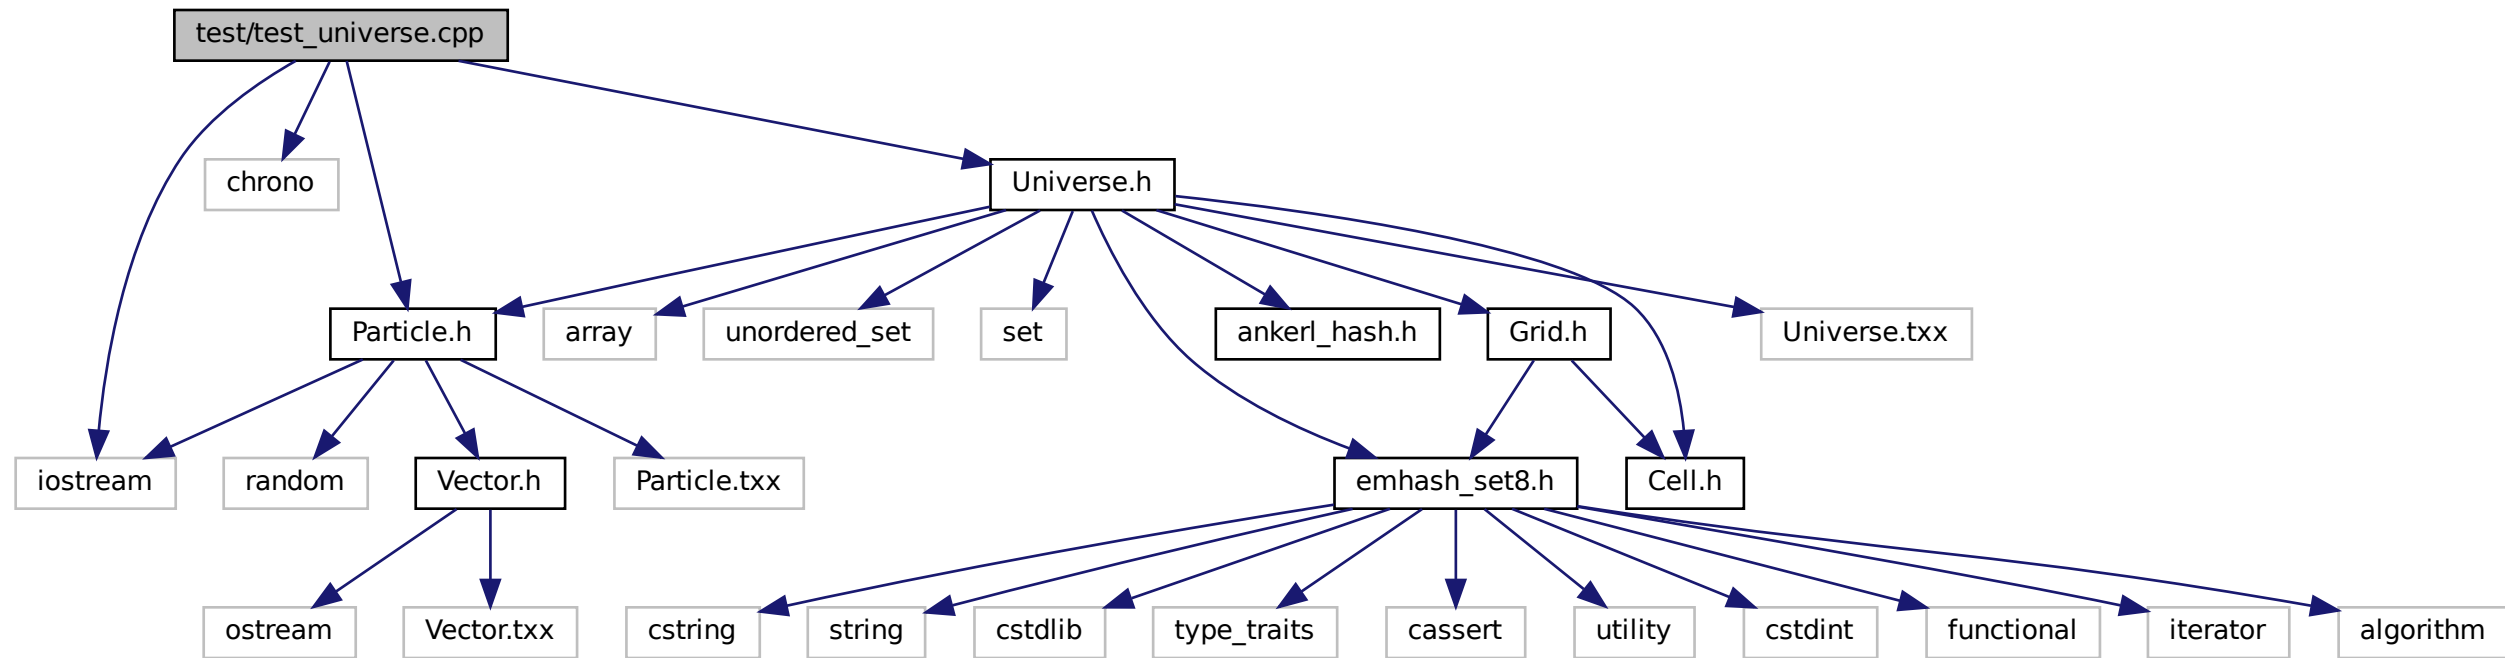 test/test_universe.cpp
chrono
Universe.h
Particle.h
array
unordered_set
set
ankerl_hash.h
Grid.h
Universe.txx
iostream
random
Vector.h
Particle.txx
emhash_set8.h
Cell.h
ostream
Vector.txx
cstring
string
cstdlib
type_traits
cassert
utility
cstdint
functional
iterator
algorithm